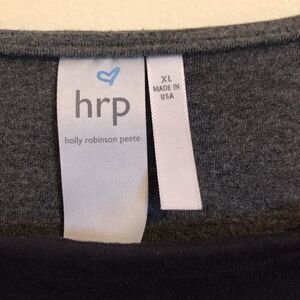 hrp
holly robinson peete
XL
MADE IN
USA